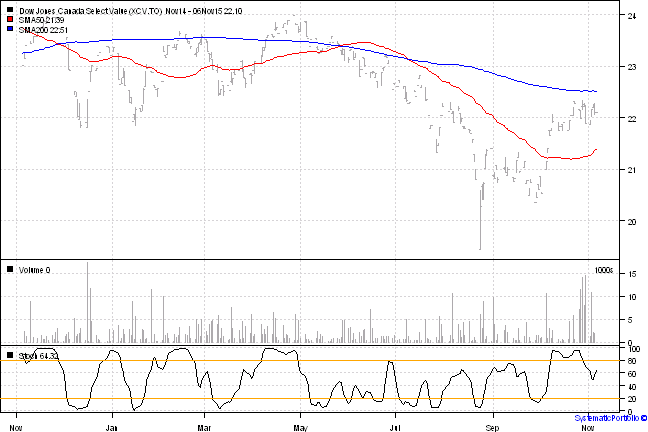 Dow Jones Canada Select Value (XCV.TO) Nov14 - 06Nov15 22.10
SMA50 21.39
SMA200 22.51
24
23
22
21
20
Volume 0
1000s
15
10
5
0
Stoch 64.32
100
80
60
40
20
0
Nov Jan Mar May Jul Sep Nov
SystematicPortfolio ©